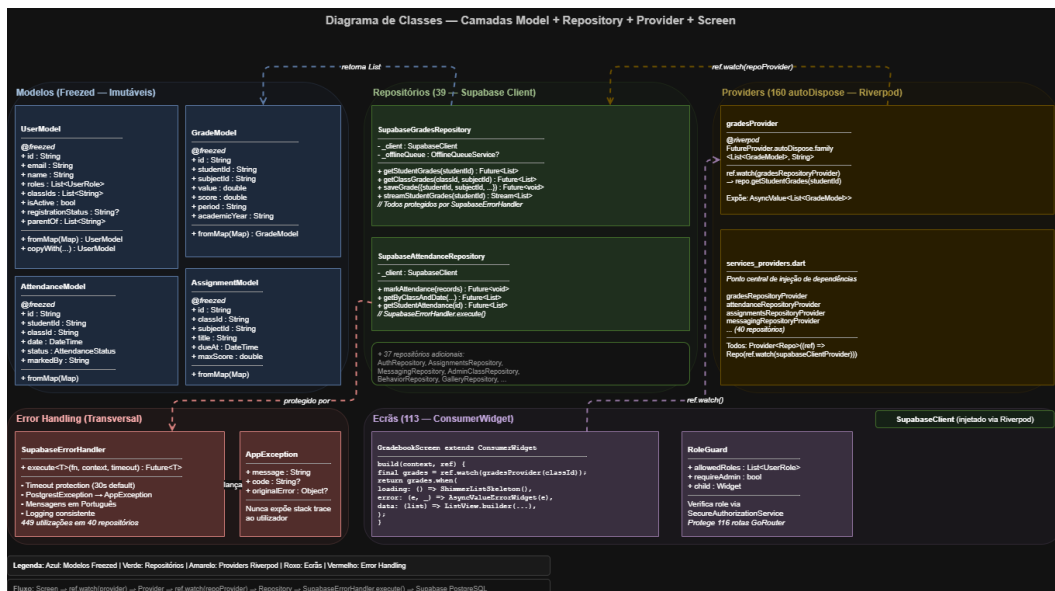 Diagrama de Classes — Camadas Model + Repository + Provider + Screen
retorna List
ref.watch(repoProvider)
Modelos (Freezed — Imutáveis)
UserModel
@freezed
+ id : String
+ email : String
+ name : String
+ roles : List<UserRole>
+ classIds : List<String>
+ isActive : bool
+ registrationStatus : String?
+ parentOf : List<String>
+ fromMap(Map) : UserModel
+ copyWith(...) : UserModel
GradeModel
@freezed
+ id : String
+ studentId : String
+ subjectId : String
+ value : double
+ score : double
+ period : String
+ academicYear : String
+ fromMap(Map) : GradeModel
AttendanceModel
@freezed
+ id : String
+ studentId : String
+ classId : String
+ date : DateTime
+ status : AttendanceStatus
+ markedBy : String
+ fromMap(Map)
AssignmentModel
@freezed
+ id : String
+ classId : String
+ subjectId : String
+ title : String
+ dueAt : DateTime
+ maxScore : double
+ fromMap(Map)
Repositórios (39 — Supabase Client)
SupabaseGradesRepository
- _client : SupabaseClient
- _offlineQueue : OfflineQueueService?
+ getStudentGrades(studentId) : Future<List>
+ getClassGrades(classId, subjectId) : Future<List>
+ saveGrade({studentId, subjectId, ...}) : Future<void>
+ streamStudentGrades(studentId) : Stream<List>
// Todos protegidos por SupabaseErrorHandler
SupabaseAttendanceRepository
- _client : SupabaseClient
+ markAttendance(records) : Future<void>
+ getByClassAndDate(...) : Future<List>
+ getStudentAttendance(id) : Future<List>
// SupabaseErrorHandler.execute()
+ 37 repositórios adicionais:
AuthRepository, AssignmentsRepository,
MessagingRepository, AdminClassRepository,
BehaviorRepository, GalleryRepository, ...
Providers (160 autoDispose — Riverpod)
gradesProvider
@riverpod
FutureProvider.autoDispose.family
<List<GradeModel>, String>
ref.watch(gradesRepositoryProvider)
→ repo.getStudentGrades(studentId)
Expõe: AsyncValue<List<GradeModel>>
services_providers.dart
Ponto central de injeção de dependências
gradesRepositoryProvider
attendanceRepositoryProvider
assignmentsRepositoryProvider
messagingRepositoryProvider
... (40 repositórios)
Todos: Provider<Repo>((ref) =>
Repo(ref.watch(supabaseClientProvider)))
protegido por
ref.watch()
Error Handling (Transversal)
SupabaseErrorHandler
+ execute<T>(fn, context, timeout) : Future<T>
• Timeout protection (30s default)
• PostgrestException → AppException
• Mensagens em Português
• Logging consistente
449 utilizações em 40 repositórios
lança
AppException
+ message : String
+ code : String?
+ originalError : Object?
Nunca expõe stack trace
ao utilizador
Ecrãs (113 — ConsumerWidget)
GradebookScreen extends ConsumerWidget
build(context, ref) {
final grades = ref.watch(gradesProvider(classId));
return grades.when(
loading: () => ShimmerListSkeleton(),
error: (e, _) => AsyncValueErrorWidget(e),
data: (list) => ListView.builder(...),
);
}
RoleGuard
+ allowedRoles : List<UserRole>
+ requireAdmin : bool
+ child : Widget
Verifica role via
SecureAuthorizationService
Protege 116 rotas GoRouter
SupabaseClient (injetado via Riverpod)
Legenda: Azul: Modelos Freezed | Verde: Repositórios | Amarelo: Providers Riverpod | Roxo: Ecrãs | Vermelho: Error Handling
Fluxo: Screen → ref.watch(provider) → Provider → ref.watch(repoProvider) → Repository → SupabaseErrorHandler.execute() → Supabase PostgreSQL